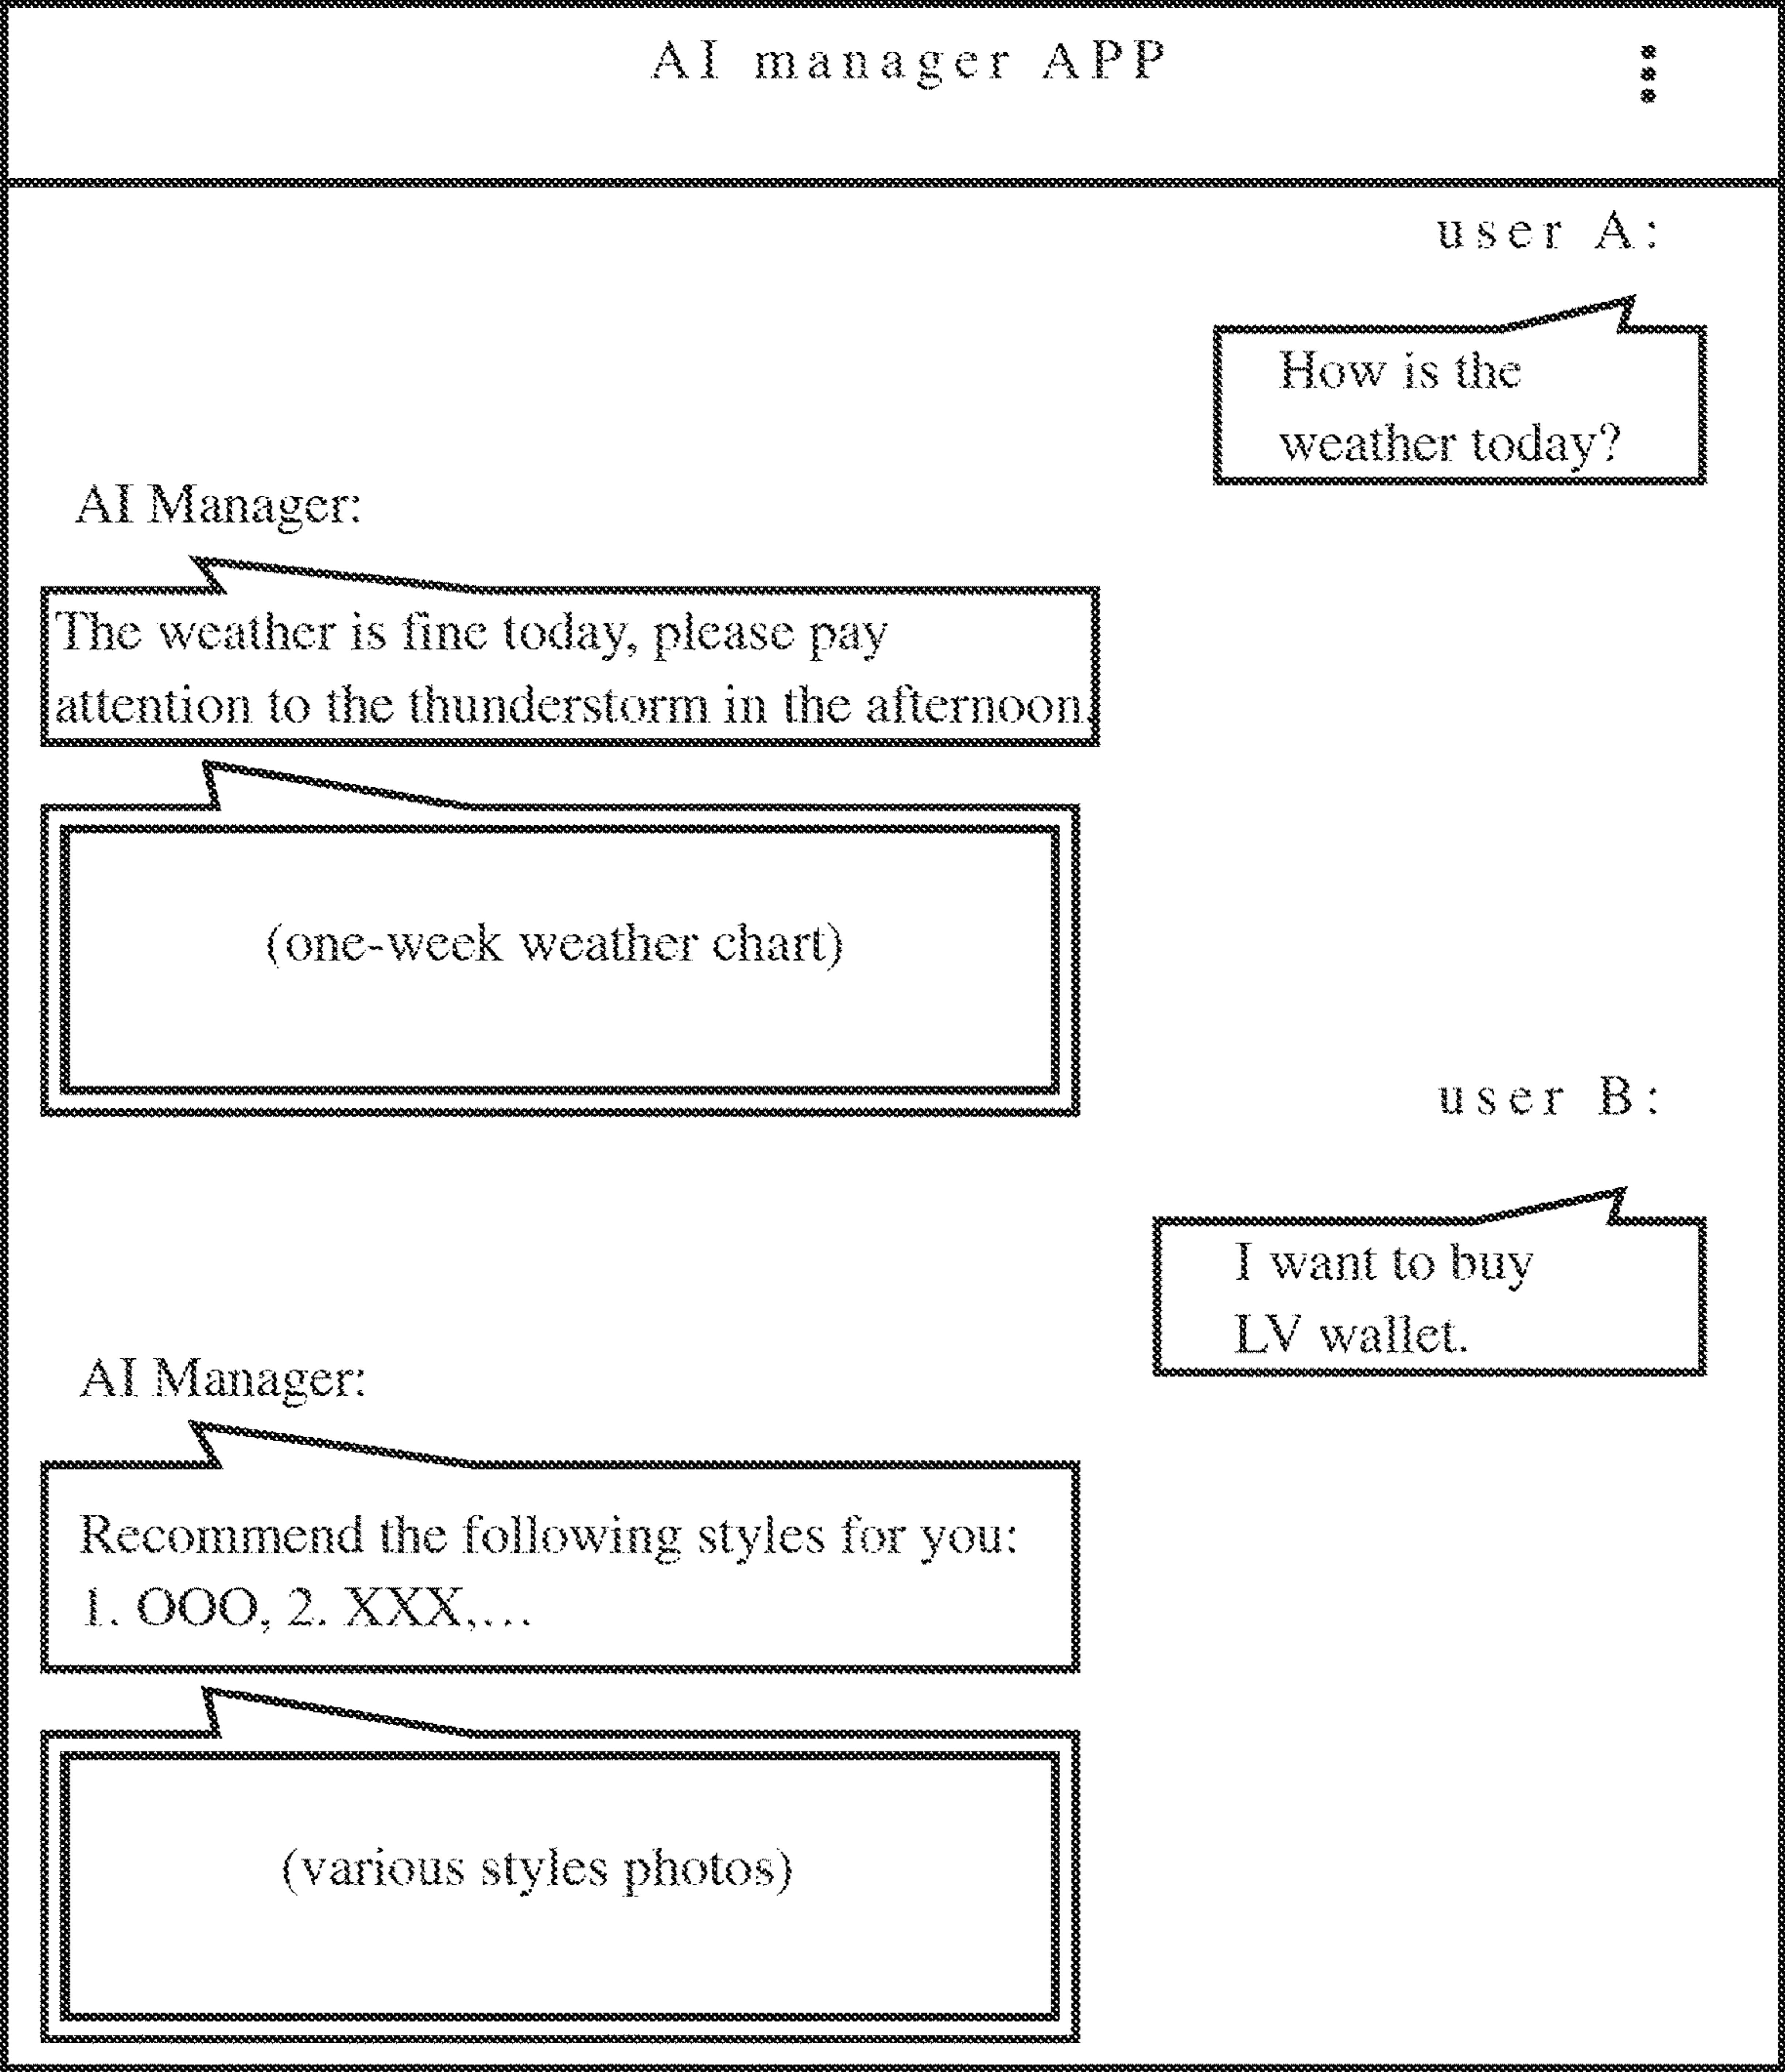 AI manager APP
user A:
How is the
weather today?
AI Manager:
The weather is fine today, please pay
attention to the thunderstorm in the afternoon.
(one-week weather chart)
user B:
I want to buy
LV wallet.
AI Manager:
Recommend the following styles for you:
1. OOO, 2. XXX,...
(various styles photos)